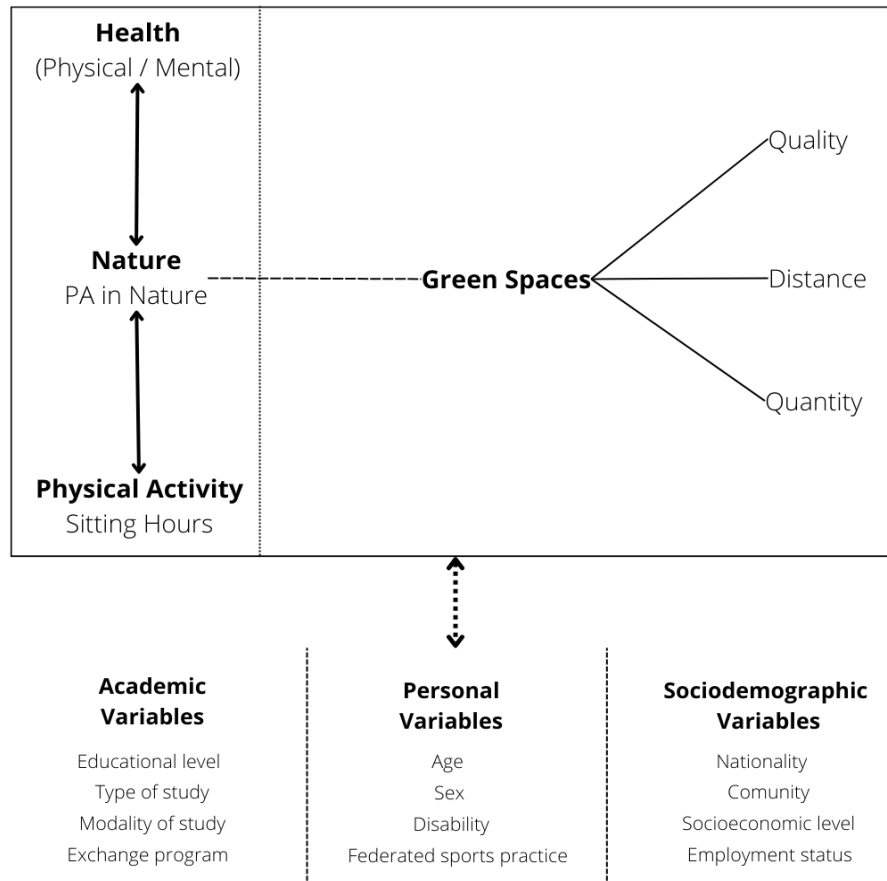 Health
(Physical / Mental)
Nature
PA in Nature
Physical Activity
Sitting Hours
Green Spaces
Quality
Distance
Quantity
Academic
Variables
Educational level
Type of study
Modality of study
Exchange program
Personal
Variables
Age
Sex
Disability
Federated sports practice
Sociodemographic
Variables
Nationality
Comunity
Socioeconomic level
Employment status